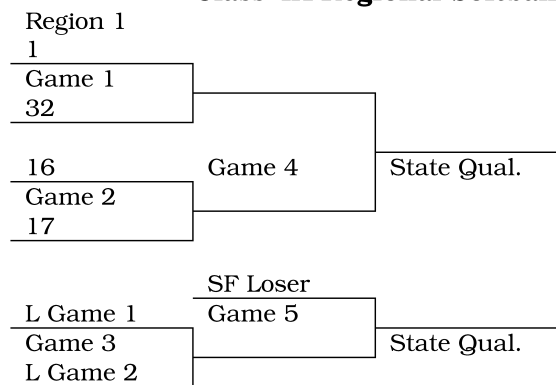 Region 1
1
Game 1
32
16
Game 4
State Qual.
Game 2
17
SF Loser
L Game 1
Game 5
Game 3
State Qual.
L Game 2